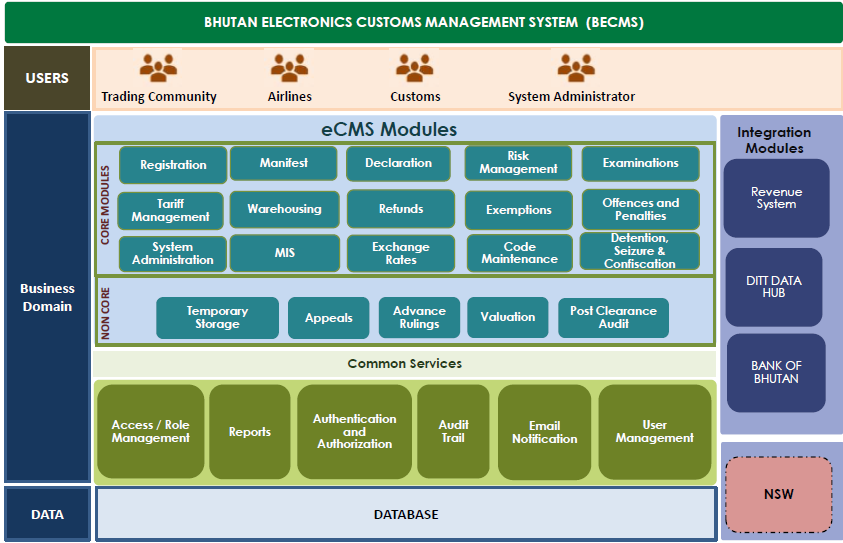 BHUTAN ELECTRONICS CUSTOMS MANAGEMENT SYSTEM (BECMS)
USERS
Trading Community
Airlines
Customs
System Administrator
Business
Domain
eCMS Modules
CORE MODULES
Registration
Manifest
Declaration
Risk
Management
Examinations
Tariff
Management
Warehousing
Refunds
Exemptions
Offences and
Penalties
System
Administration
MIS
Exchange
Rates
Code
Maintenance
Detention,
Seizure &
Confiscation
NON CORE
Temporary
Storage
Appeals
Advance
Rulings
Valuation
Post Clearance
Audit
Common Services
Access / Role
Management
Reports
Authentication
and
Authorization
Audit
Trail
Email
Notification
User
Management
Integration
Modules
Revenue
System
DITT DATA
HUB
BANK OF
BHUTAN
NSW
DATA
DATABASE